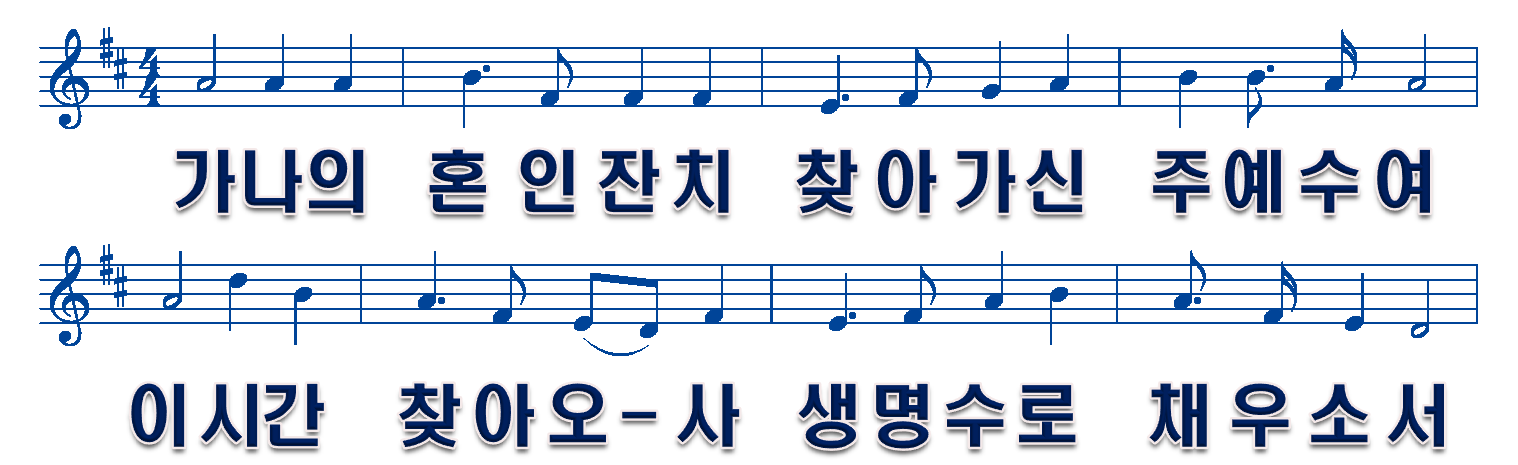 가나의 혼 인 잔 치 찾 아 가 신 주 예 수 여
이 시 간 찾 아 오 - 사 생 명 수 로 채 우 소 서